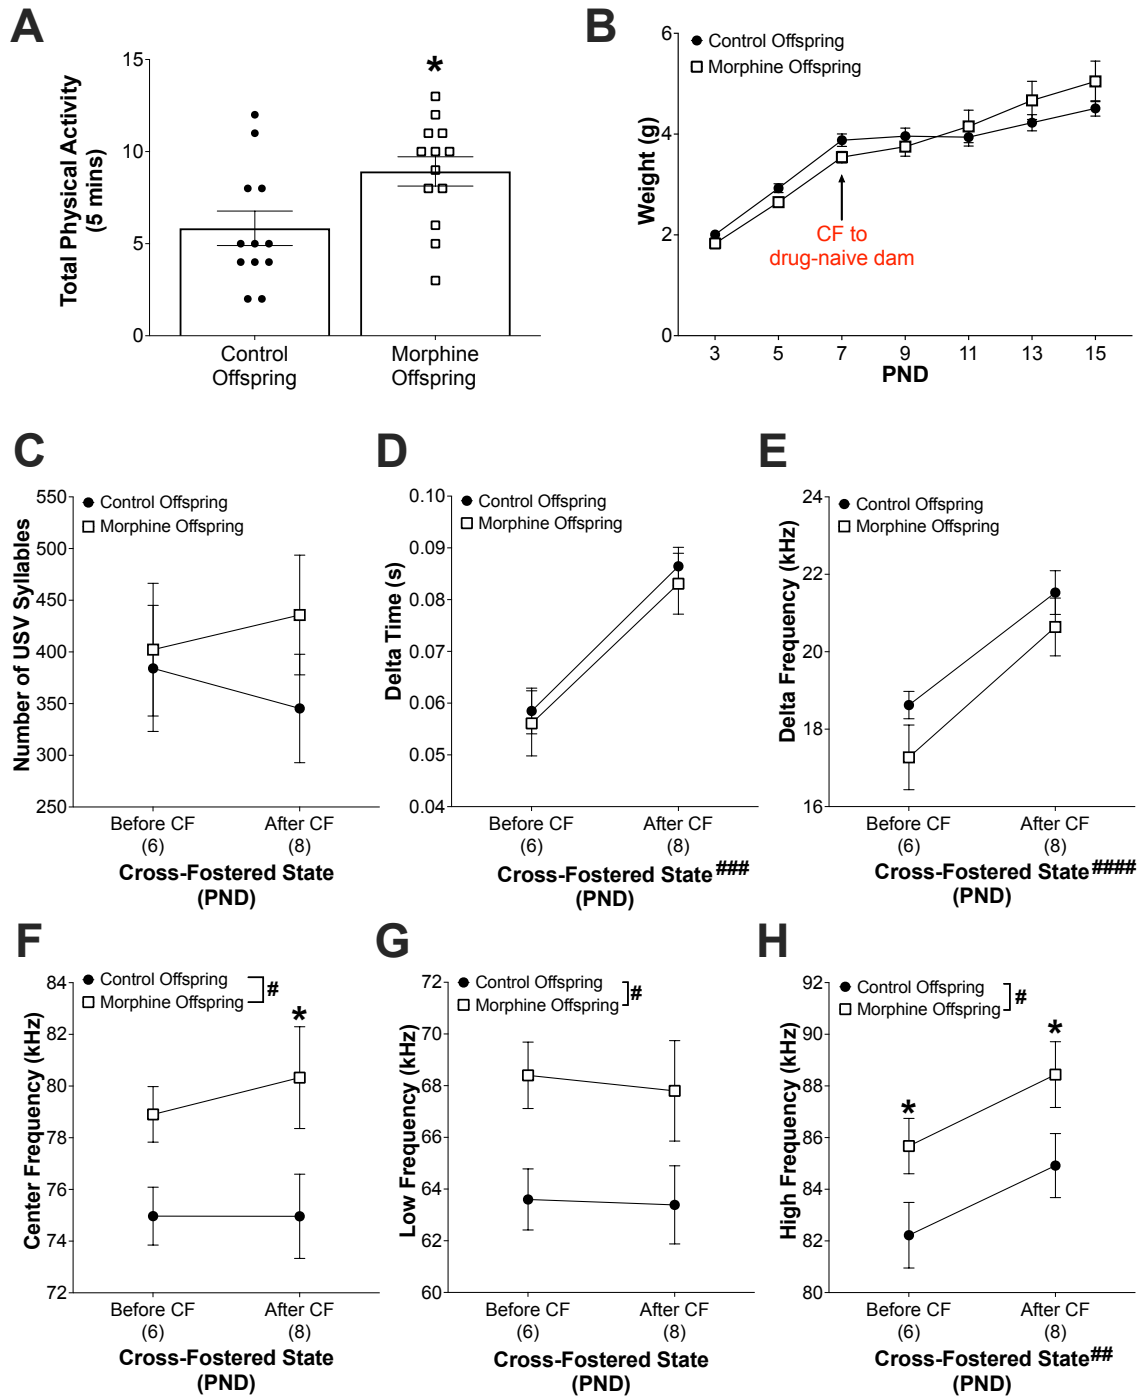 A
Total Physical Activity
(5 mins)
15
10
5
0
*
Control
Offspring
Morphine
Offspring
B
Weight (g)
6
4
2
0
Control Offspring
Morphine Offspring
CF to
drug-naive dam
3 5 7 9 11 13 15
PND
C
Number of USV Syllables
550
500
450
400
350
300
250
Control Offspring
Morphine Offspring
Before CF
(6)
After CF
(8)
Cross-Fostered State
(PND)
D
Delta Time (s)
0.10
0.09
0.08
0.07
0.06
0.05
0.04
Control Offspring
Morphine Offspring
Before CF
(6)
After CF
(8)
Cross-Fostered State###
(PND)
E
Delta Frequency (kHz)
24
22
20
18
16
Control Offspring
Morphine Offspring
Before CF
(6)
After CF
(8)
Cross-Fostered State####
(PND)
F
Center Frequency (kHz)
84
82
80
78
76
74
72
Control Offspring
Morphine Offspring
#
*
Before CF
(6)
After CF
(8)
Cross-Fostered State
(PND)
G
Low Frequency (kHz)
72
70
68
66
64
62
60
Control Offspring
Morphine Offspring
#
Before CF
(6)
After CF
(8)
Cross-Fostered State
(PND)
H
High Frequency (kHz)
92
90
88
86
84
82
80
Control Offspring
Morphine Offspring
#
*
*
Before CF
(6)
After CF
(8)
Cross-Fostered State##
(PND)